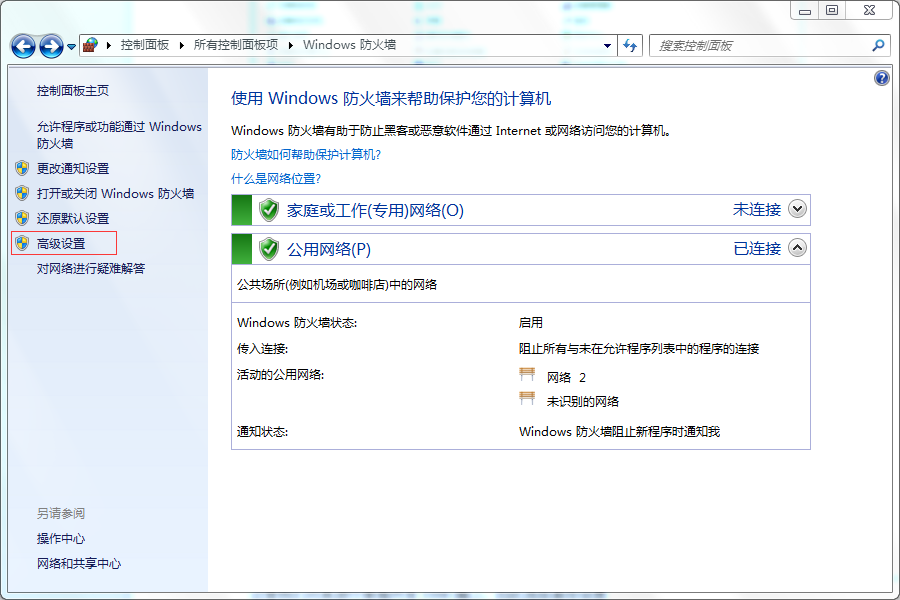 控制面板 ▸ 所有控制面板项 ▸ Windows 防火墙
搜索控制面板
控制面板主页
允许程序或功能通过 Windows
防火墙
更改通知设置
打开或关闭 Windows 防火墙
还原默认设置
高级设置
对网络进行疑难解答
另请参阅
操作中心
网络和共享中心
使用 Windows 防火墙来帮助保护您的计算机
Windows 防火墙有助于防止黑客或恶意软件通过 Internet 或网络访问您的计算机。
防火墙如何帮助保护计算机?
什么是网络位置?
家庭或工作(专用)网络(O) 未连接
公用网络(P) 已连接
公共场所(例如机场或咖啡店)中的网络
Windows 防火墙状态: 启用
传入连接: 阻止所有与未在允许程序列表中的程序的连接
活动的公用网络: 网络 2
未识别的网络
通知状态: Windows 防火墙阻止新程序时通知我